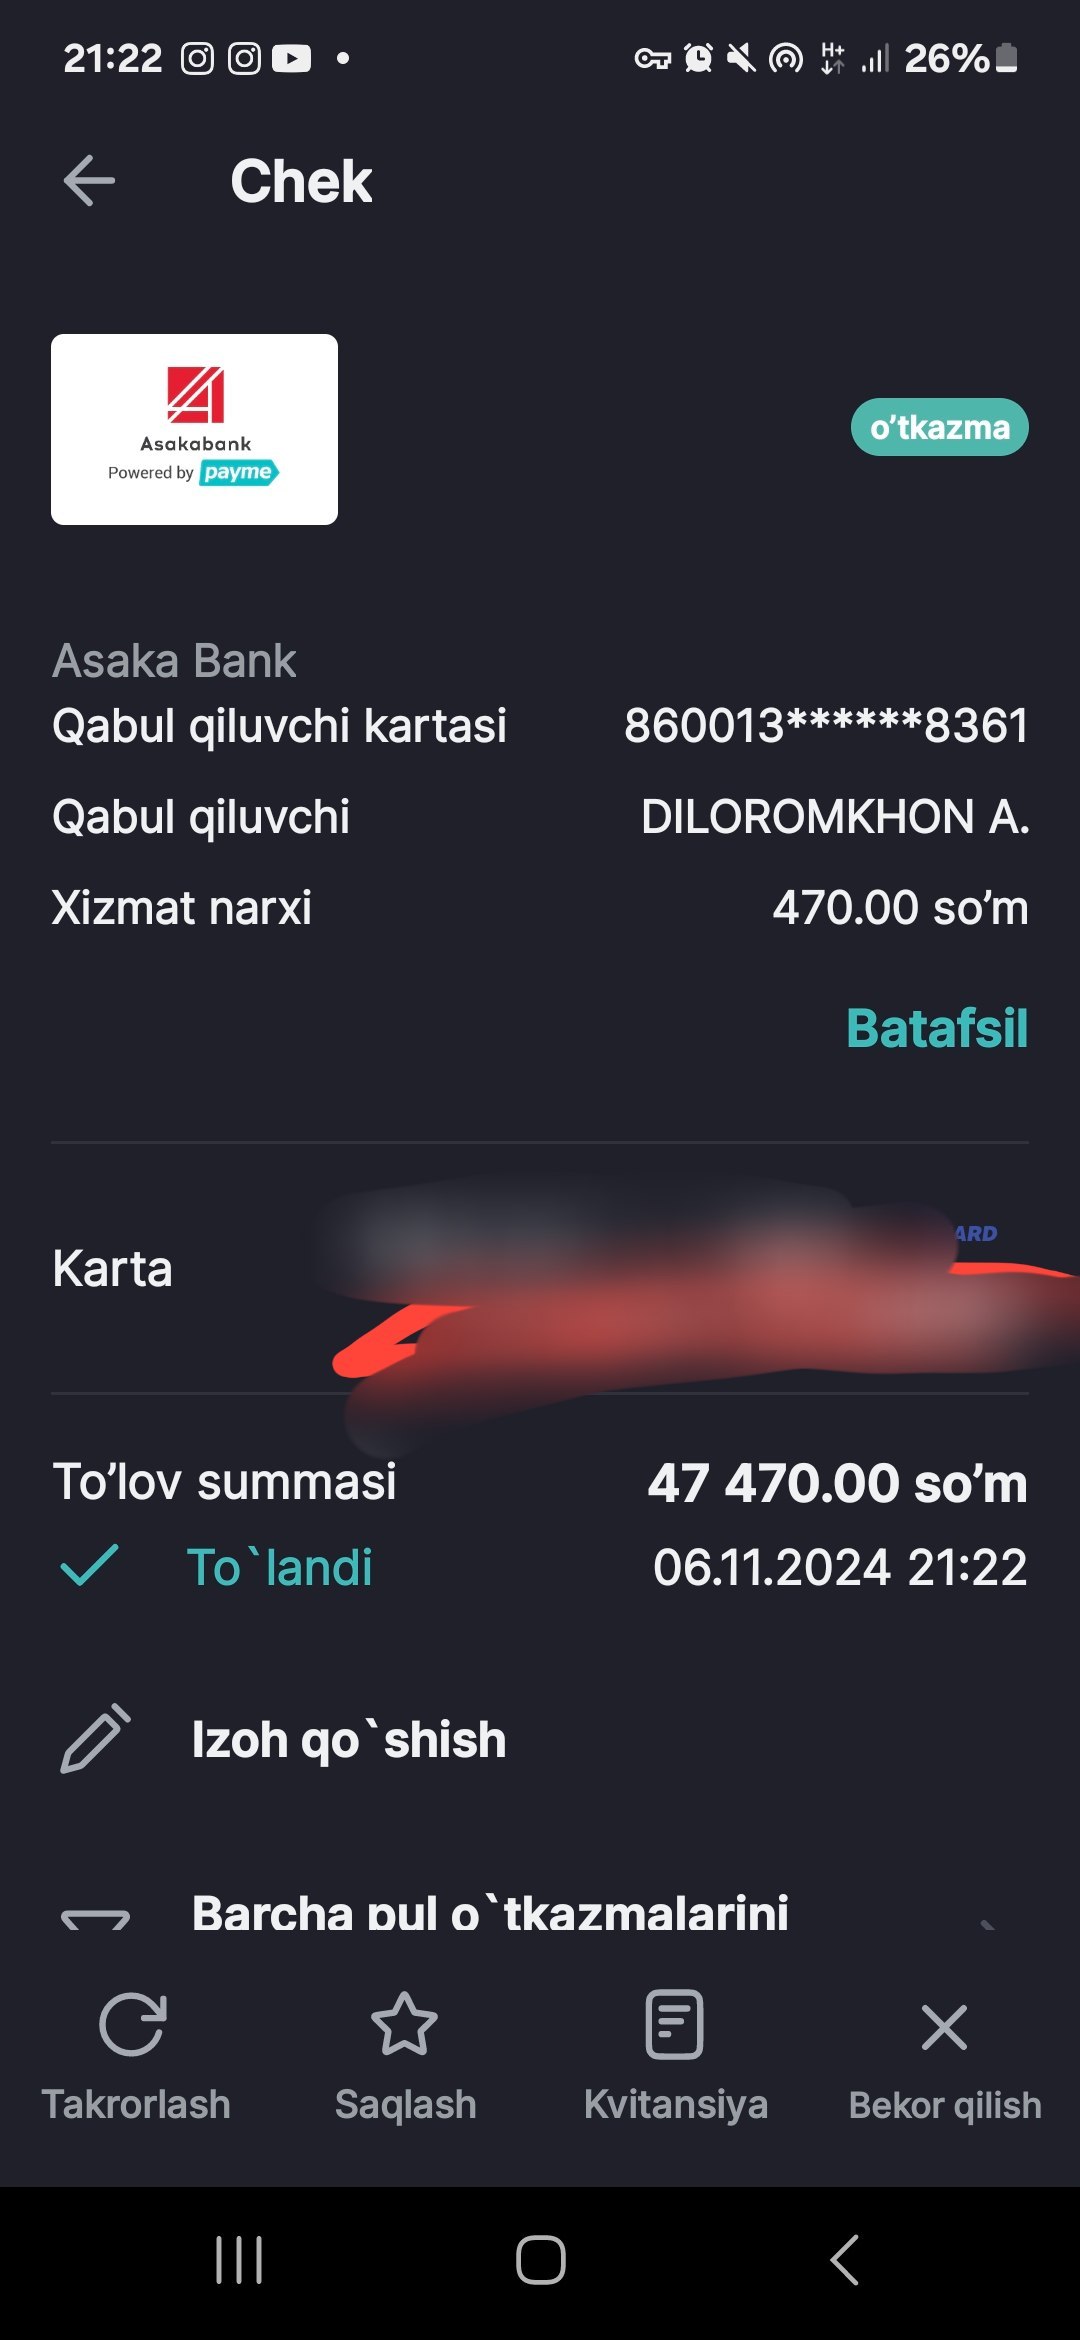 21:22 H+ 26%
Chek
Asakabank
Powered by payme
o’tkazma
Asaka Bank
Qabul qiluvchi kartasi 860013******8361
Qabul qiluvchi DILOROMKHON A.
Xizmat narxi 470.00 so’m
Batafsil
ARD
Karta
To’lov summasi 47 470.00 so’m
To`landi 06.11.2024 21:22
Izoh qo`shish
Barcha pul o`tkazmalarini
Takrorlash Saqlash Kvitansiya Bekor qilish